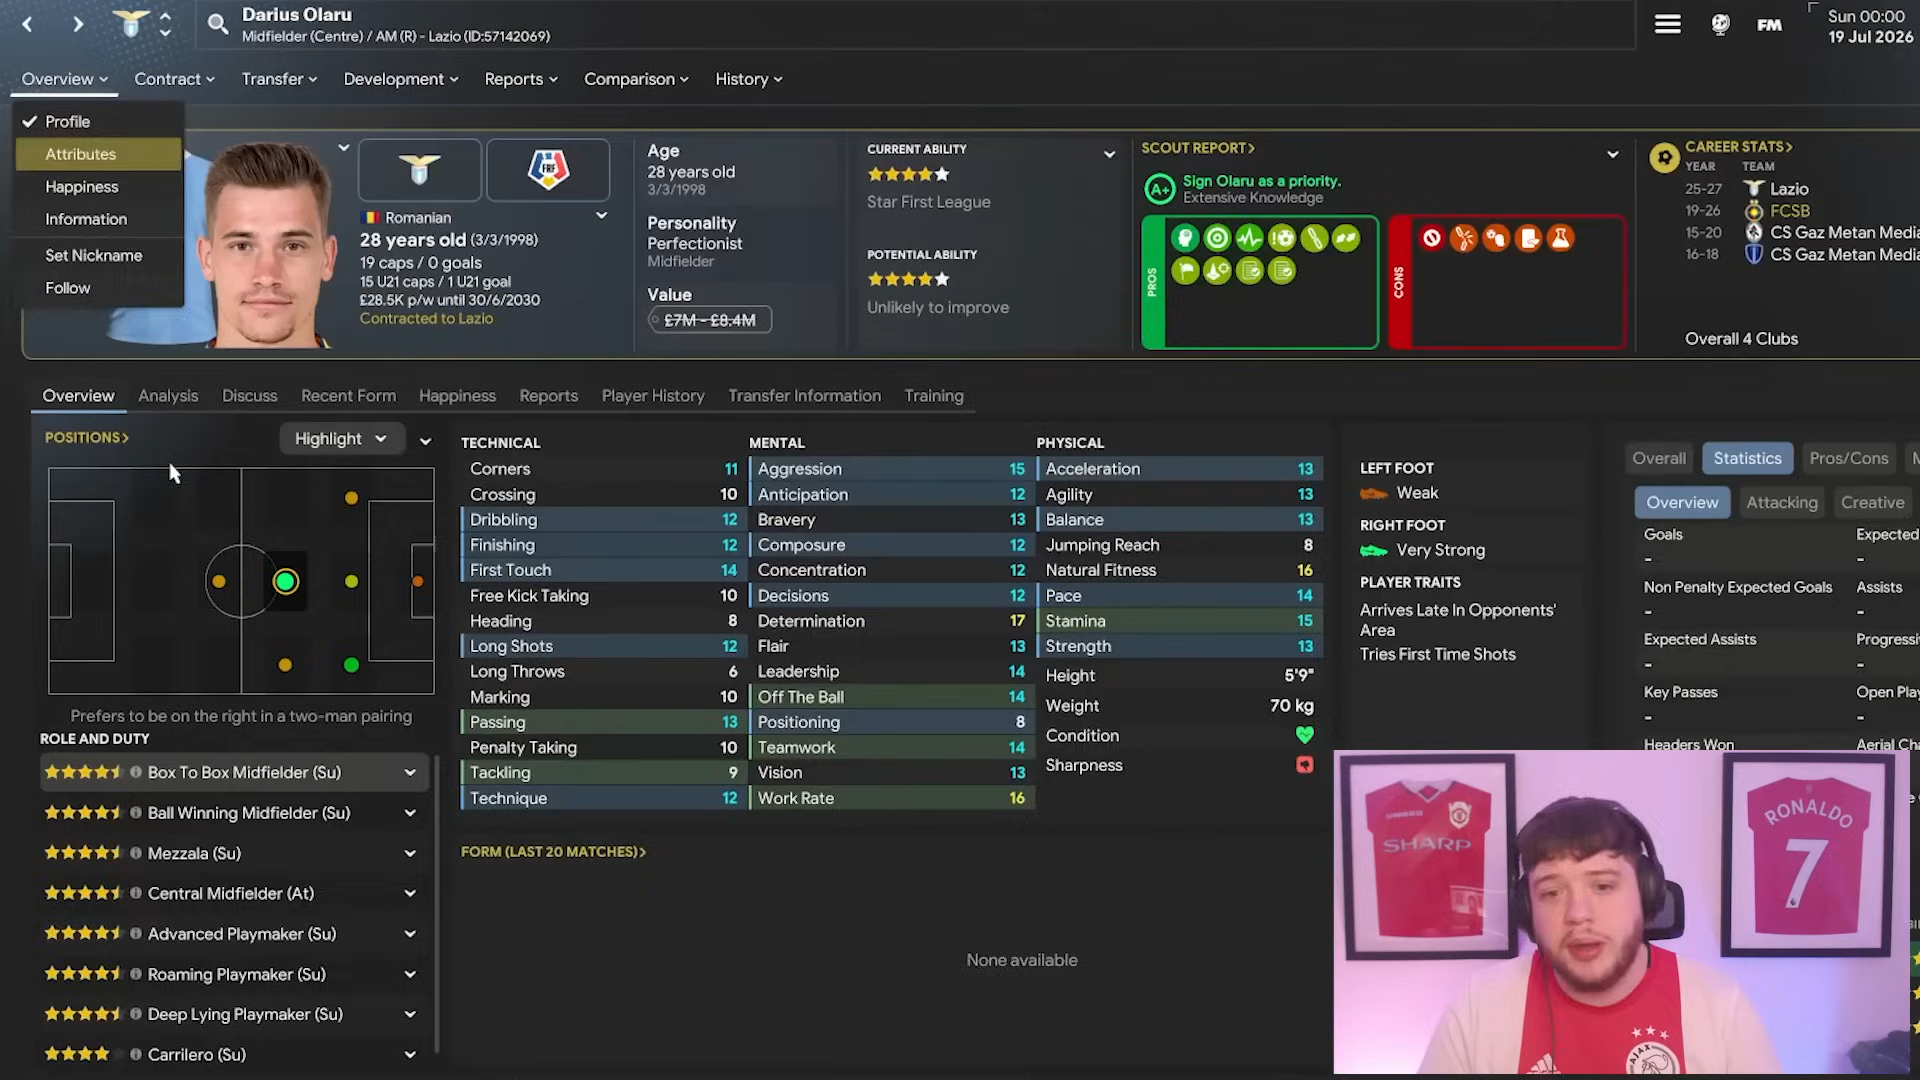 Darius Olaru
Midfielder (Centre) / AM (R) - Lazio (ID:57142069)
FM
Sun 00:00
19 Jul 2026
Overview
Contract
Transfer
Development
Reports
Comparison
History
Profile
Attributes
Happiness
Information
Set Nickname
Follow
FRF
Romanian
28 years old (3/3/1998)
19 caps / 0 goals
15 U21 caps / 1 U21 goal
£28.5K p/w until 30/6/2030
Contracted to Lazio
Age
28 years old
3/3/1998
Personality
Perfectionist
Midfielder
Value
£7M - £8.4M
CURRENT ABILITY
Star First League
POTENTIAL ABILITY
Unlikely to improve
SCOUT REPORT>
A+
Sign Olaru as a priority.
Extensive Knowledge
PROS
CONS
CAREER STATS>
YEAR TEAM
25-27 Lazio
19-26 FCSB
15-20 CS Gaz Metan Media
16-18 CS Gaz Metan Media
Overall 4 Clubs
Overview Analysis Discuss Recent Form Happiness Reports Player History Transfer Information Training
POSITIONS>
Highlight
Prefers to be on the right in a two-man pairing
ROLE AND DUTY
Box To Box Midfielder (Su)
Ball Winning Midfielder (Su)
Mezzala (Su)
Central Midfielder (At)
Advanced Playmaker (Su)
Roaming Playmaker (Su)
Deep Lying Playmaker (Su)
Carrilero (Su)
TECHNICAL
Corners 11
Crossing 10
Dribbling 12
Finishing 12
First Touch 14
Free Kick Taking 10
Heading 8
Long Shots 12
Long Throws 6
Marking 10
Passing 13
Penalty Taking 10
Tackling 9
Technique 12
MENTAL
Aggression 15
Anticipation 12
Bravery 13
Composure 12
Concentration 12
Decisions 12
Determination 17
Flair 13
Leadership 14
Off The Ball 14
Positioning 8
Teamwork 14
Vision 13
Work Rate 16
PHYSICAL
Acceleration 13
Agility 13
Balance 13
Jumping Reach 8
Natural Fitness 16
Pace 14
Stamina 15
Strength 13
Height 5'9"
Weight 70 kg
Condition
Sharpness
LEFT FOOT
Weak
RIGHT FOOT
Very Strong
PLAYER TRAITS
Arrives Late In Opponents'
Area
Tries First Time Shots
Overall Statistics Pros/Cons M
Overview Attacking Creative
Goals Expected
- 
Non Penalty Expected Goals Assists
- -
Expected Assists Progressi
- -
Key Passes Open Play
- -
Headers Won Aerial Cha
FORM (LAST 20 MATCHES)>
None available
umbro
SHARP
RONALDO
7
AJAX